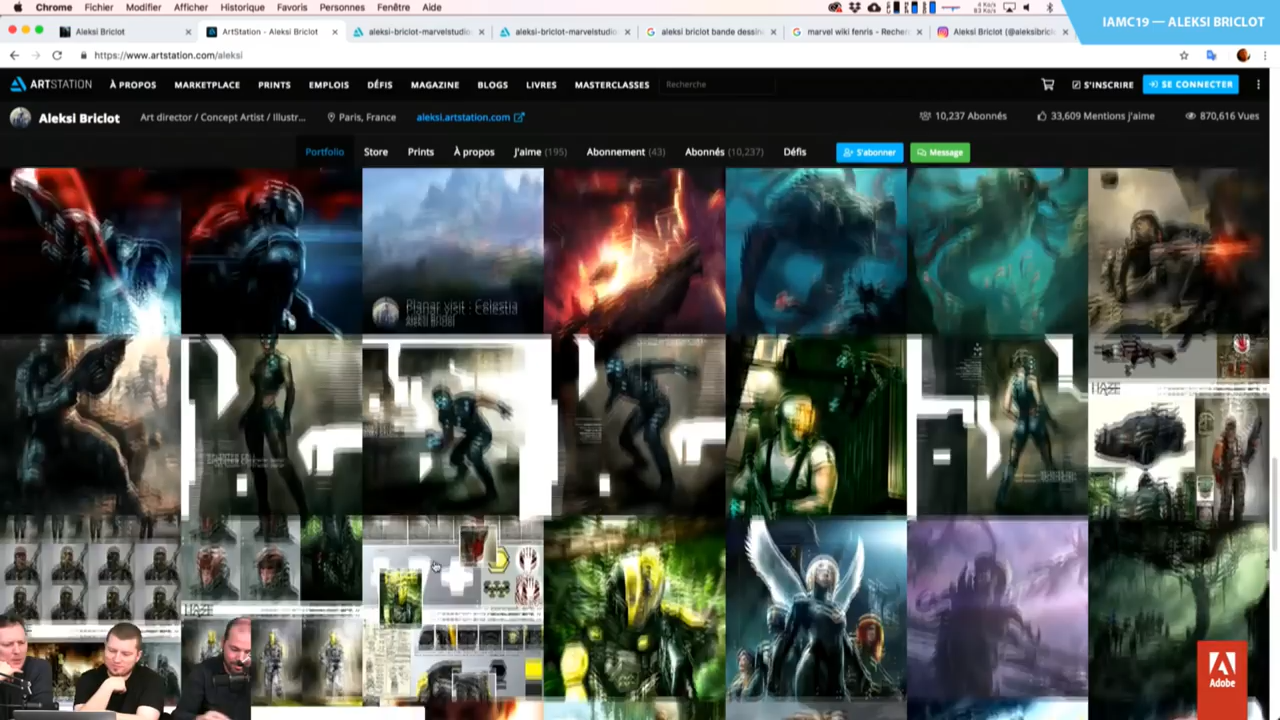 Chrome Fichier Modifier Afficher Historique Favoris Personnes Fenêtre Aide
IAMC19 — ALEKSI BRICLOT
Aleksi Briclot
ArtStation - Aleksi Briclot
aleksi-briclot-marvelstudio
aleksi-briclot-marvelstudio
aleksi briclot bande dessin
marvel wiki fenris - Recher
Aleksi Briclot (@aleksibric
https://www.artstation.com/aleksi
ARTSTATION À PROPOS MARKETPLACE PRINTS EMPLOIS DÉFIS MAGAZINE BLOGS LIVRES MASTERCLASSES Recherche S'INSCRIRE SE CONNECTER
Aleksi Briclot Art director / Concept Artist / Illustr... Paris, France aleksi.artstation.com 10,237 Abonnés 33,609 Mentions j'aime 870,616 Vues
Portfolio Store Prints À propos J'aime (195) Abonnement (43) Abonnés (10,237) Défis S'abonner Message
Planar visit : Celestia
Aleksi Briclot
HAZE
HAZE
Adobe